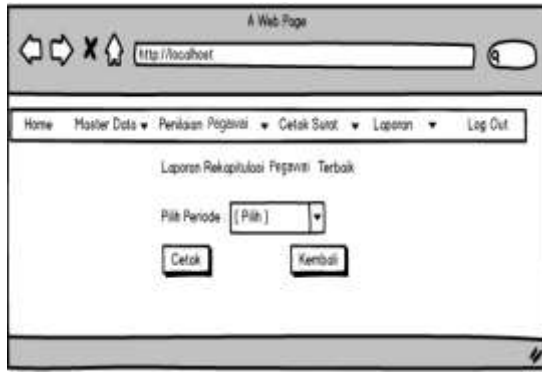 A Web Page
http://localhost
Home Master Data Penilaian Pegawai Cetak Surat Laporan Log Out
Laporan Rekapitulasi Pegawai Terbaik
Pilih Periode (Pilih)
Cetak Kembali